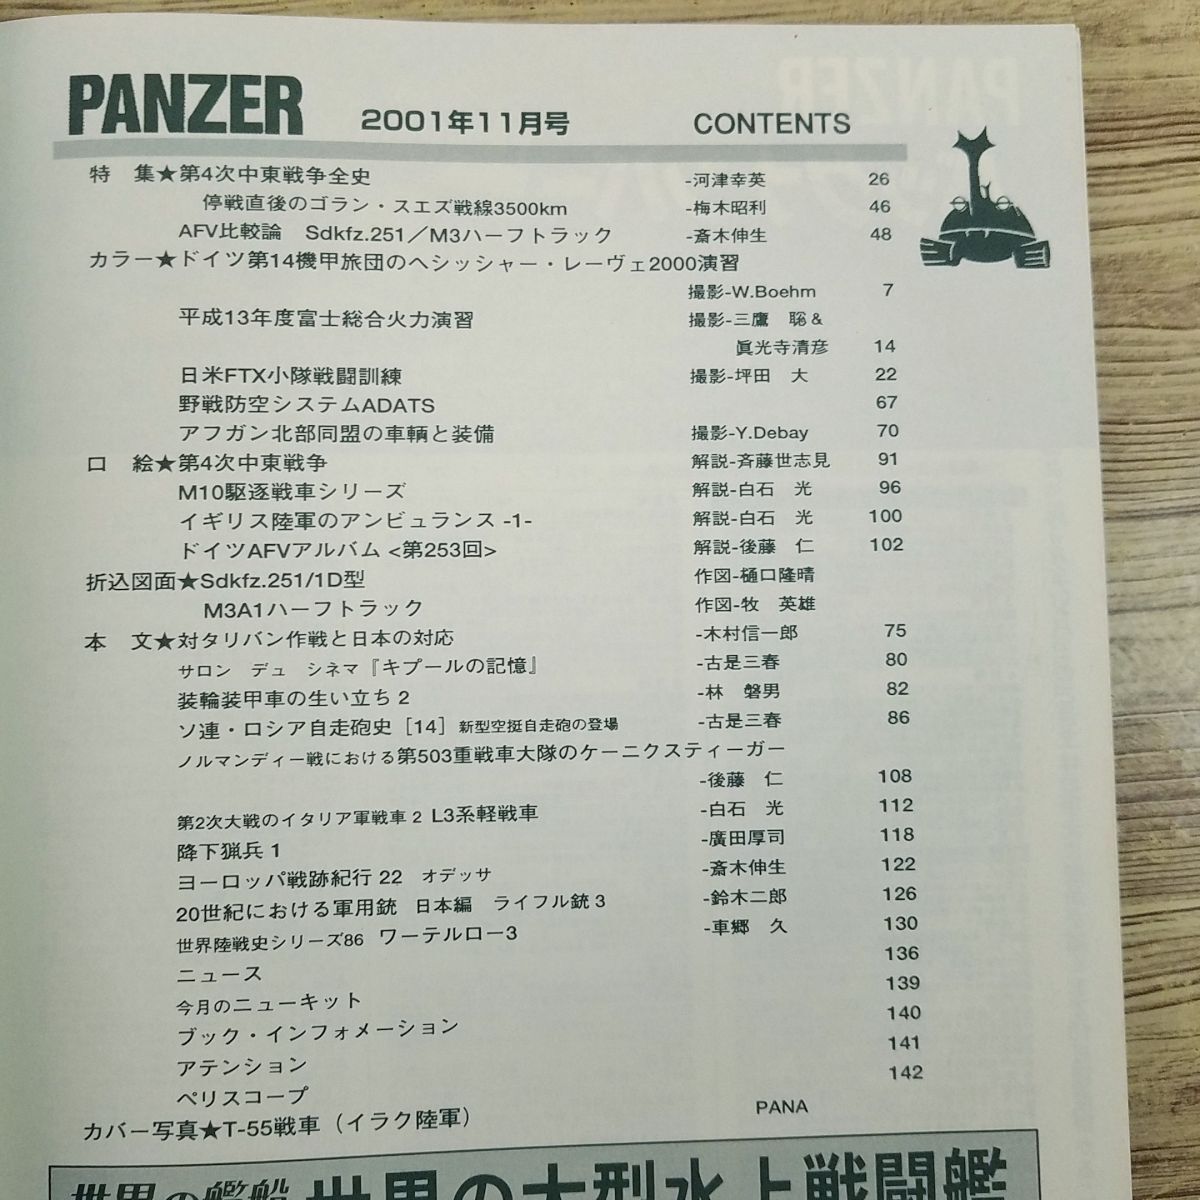 PANZER 2001年11月号 CONTENTS
特 集★第4次中東戦争全史 -河津幸英 26
停戦直後のゴラン・スエズ戦線3500km -梅木昭利 46
AFV比較論 Sdkfz.251／M3ハーフトラック -斎木伸生 48
カラー★ドイツ第14機甲旅団のヘシッシャー・レーヴェ2000演習
撮影-W.Boehm 7
平成13年度富士総合火力演習 撮影-三鷹 聡&
眞光寺清彦 14
日米FTX小隊戦闘訓練 撮影-坪田 大 22
野戦防空システムADATS 67
アフガン北部同盟の車輌と装備 撮影-Y.Debay 70
口 絵★第4次中東戦争 解説-斉藤世志見 91
M10駆逐戦車シリーズ 解説-白石 光 96
イギリス陸軍のアンビュランス -1- 解説-白石 光 100
ドイツAFVアルバム <第253回> 解説-後藤 仁 102
折込図面★Sdkfz.251/1D型 作図-樋口隆晴
M3A1ハーフトラック 作図-牧 英雄
本 文★対タリバン作戦と日本の対応 -木村信一郎 75
サロン デュ シネマ『キプールの記憶』 -古是三春 80
装輪装甲車の生い立ち 2 -林 磐男 82
ソ連・ロシア自走砲史［14］新型空挺自走砲の登場 -古是三春 86
ノルマンディー戦における第503重戦車大隊のケーニクスティーガー
-後藤 仁 108
第2次大戦のイタリア軍戦車 2 L3系軽戦車 -白石 光 112
降下猟兵 1 -廣田厚司 118
ヨーロッパ戦跡紀行 22 オデッサ -斎木伸生 122
20世紀における軍用銃 日本編 ライフル銃 3 -鈴木二郎 126
世界陸戦史シリーズ86 ワーテルロー3 -車郷 久 130
ニュース 136
今月のニューキット 139
ブック・インフォメーション 140
アテンション 141
ペリスコープ 142
カバー写真★T-55戦車（イラク陸軍） PANA
世界の艦船 世界の大型水上戦闘艦